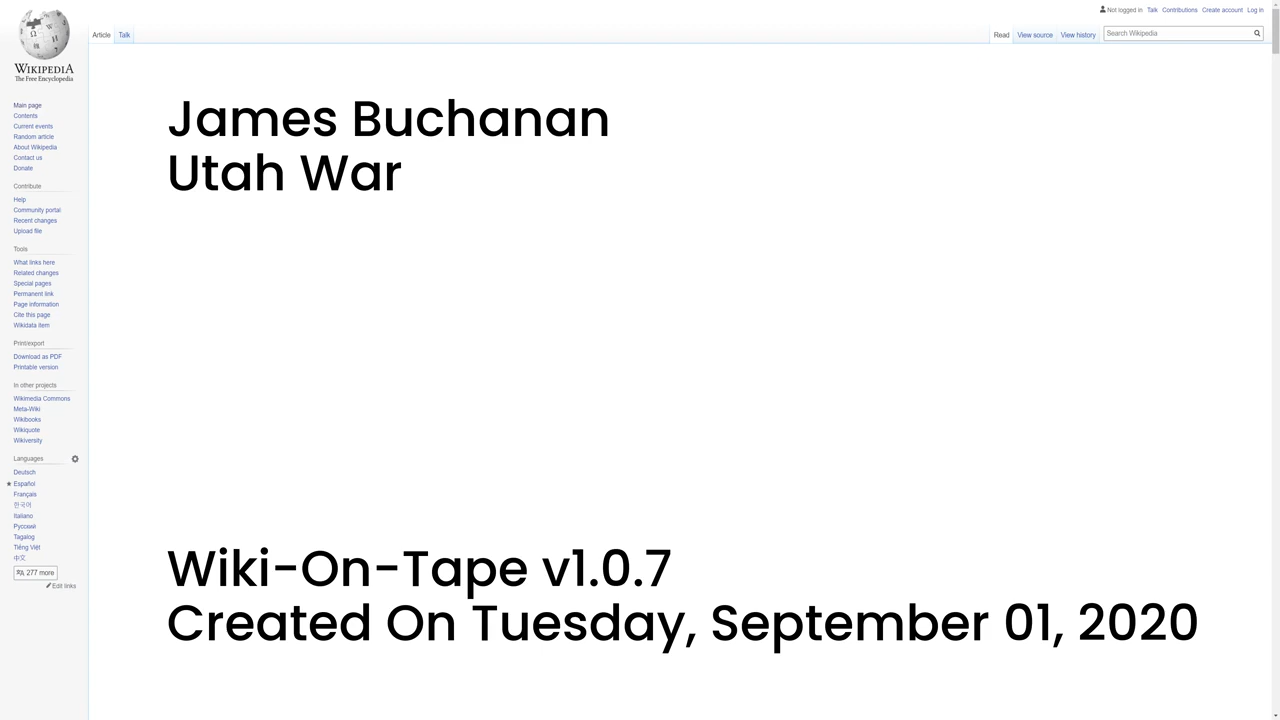 Not logged in Talk Contributions Create account Log in
Article Talk Read View source View history Search Wikipedia
WIKIPEDIA
The Free Encyclopedia
Main page
Contents
Current events
Random article
About Wikipedia
Contact us
Donate
Contribute
Help
Community portal
Recent changes
Upload file
Tools
What links here
Related changes
Special pages
Permanent link
Page information
Cite this page
Wikidata item
Print/export
Download as PDF
Printable version
In other projects
Wikimedia Commons
Meta-Wiki
Wikibooks
Wikiquote
Wikiversity
Languages
Deutsch
Español
Français
한국어
Italiano
Русский
Tagalog
Tiếng Việt
中文
277 more
Edit links
James Buchanan
Utah War
Wiki-On-Tape v1.0.7
Created On Tuesday, September 01, 2020